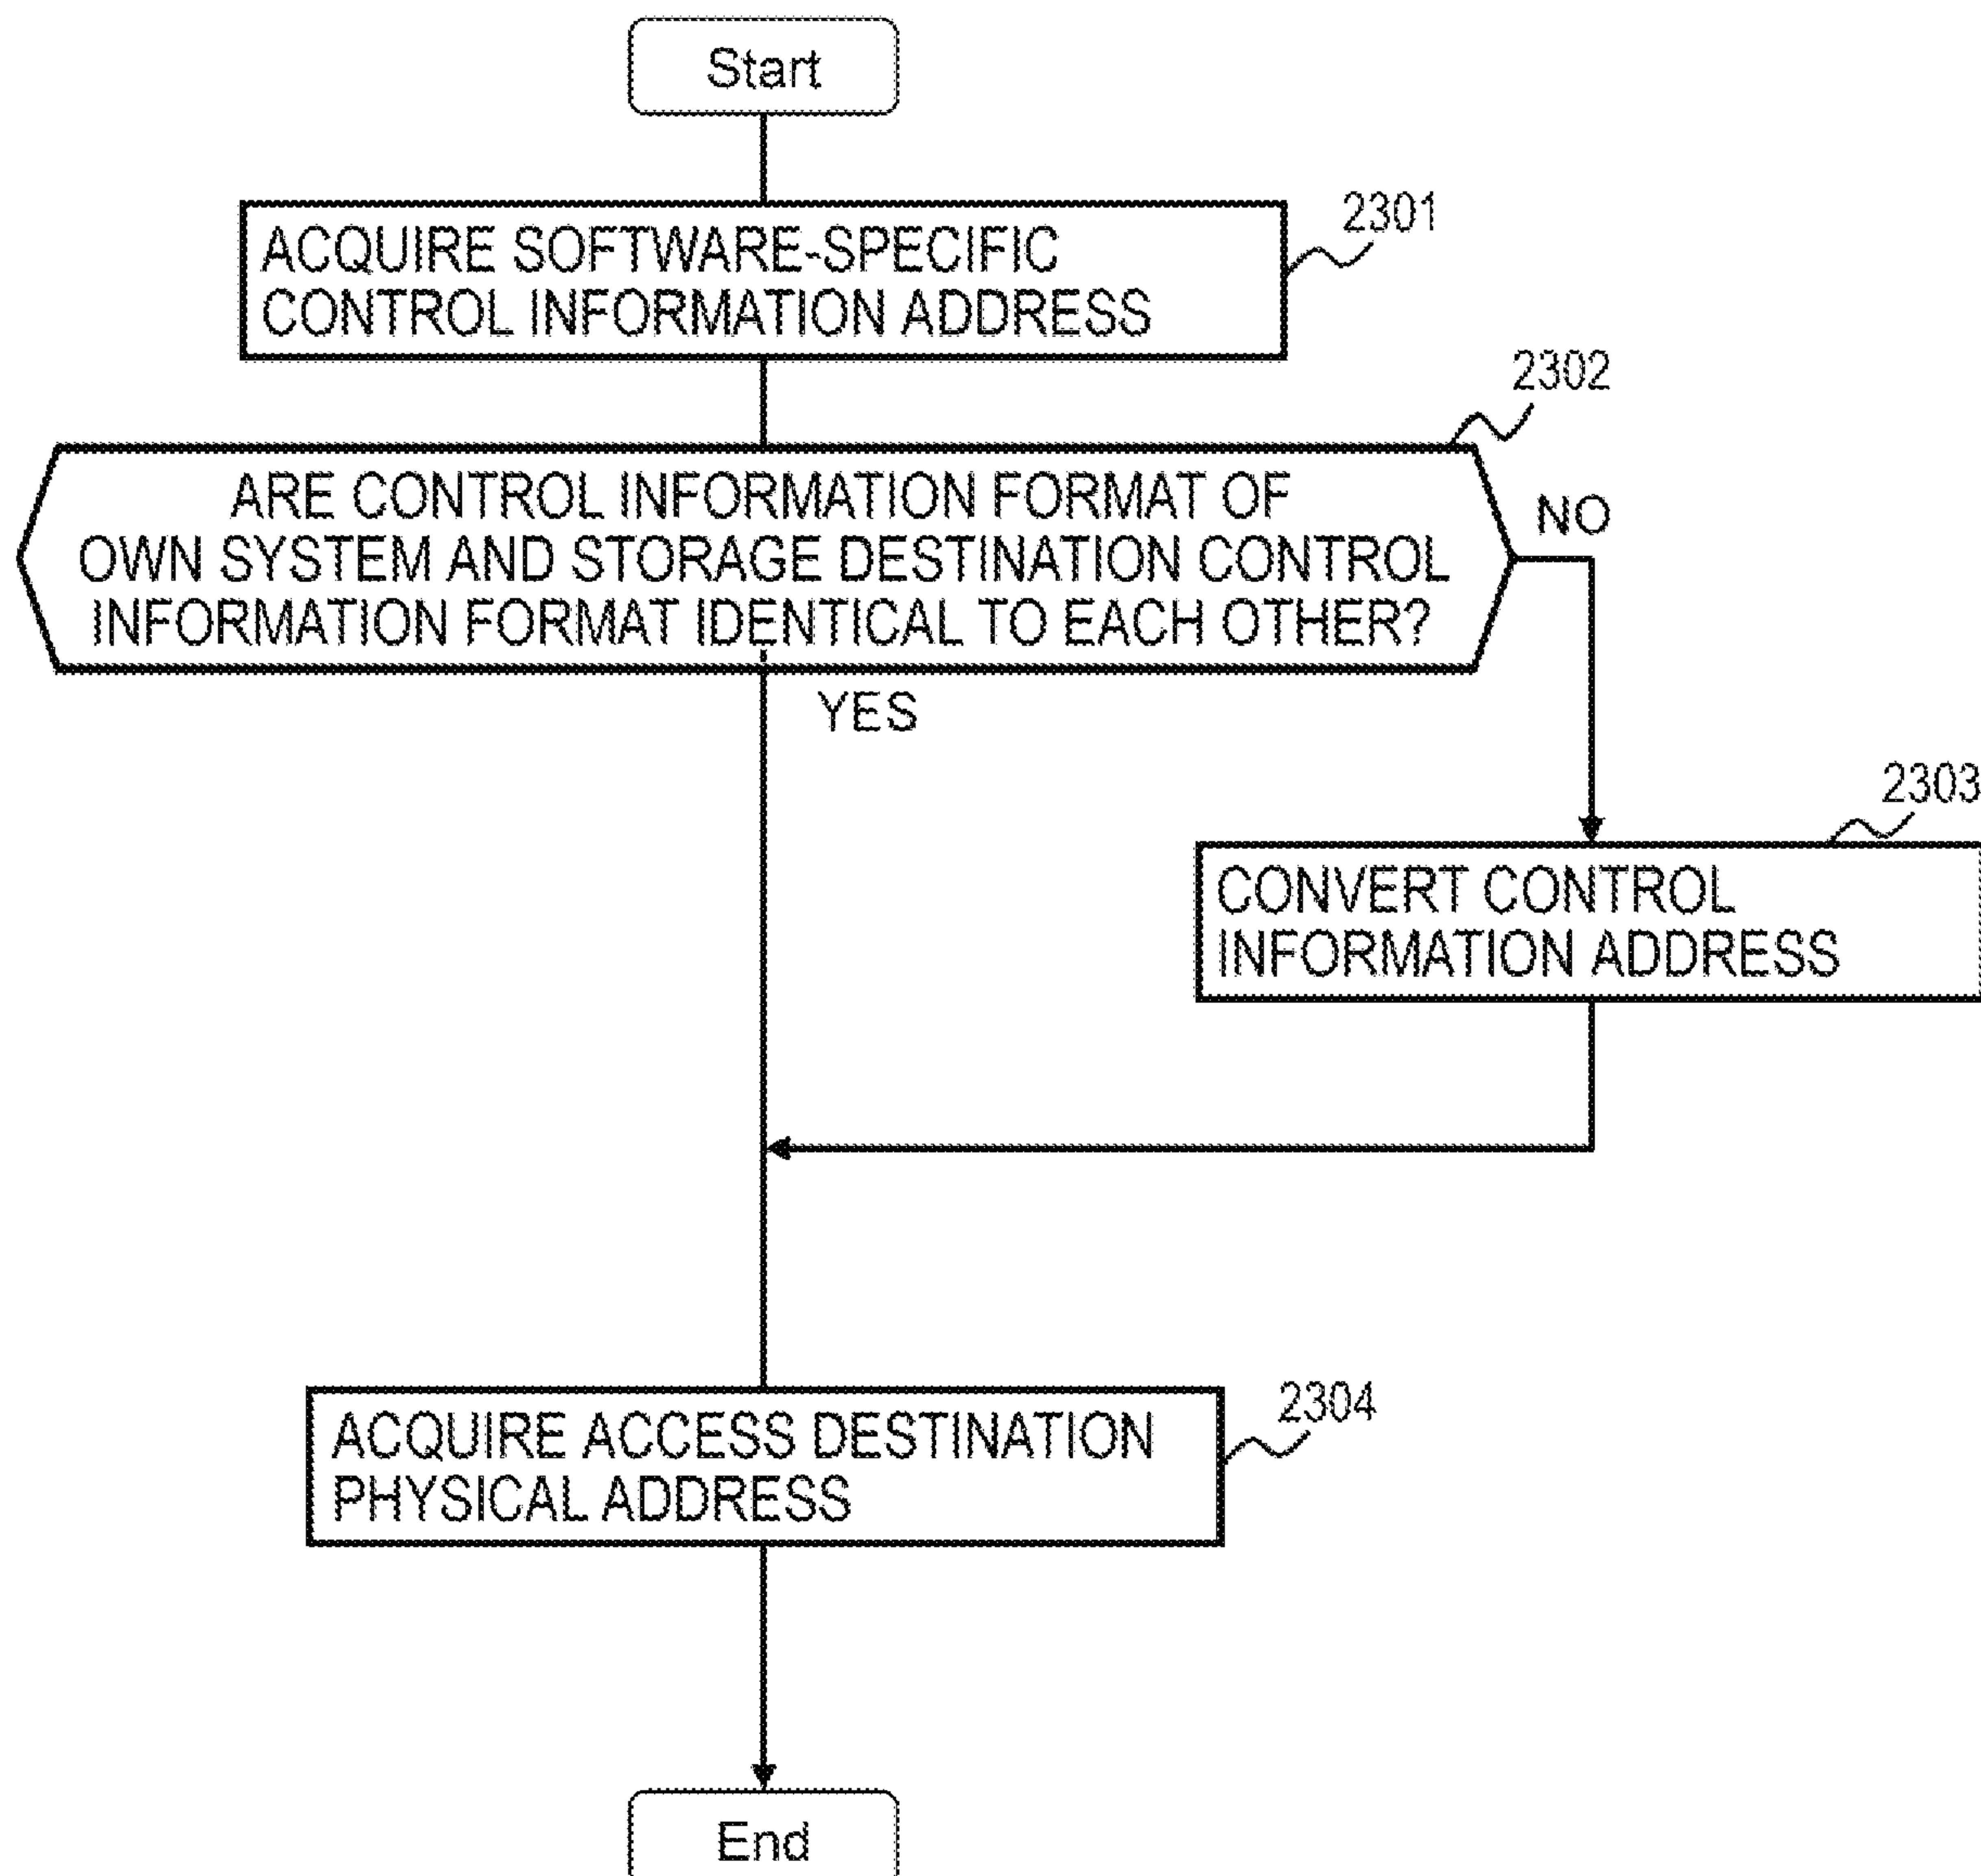 Start
2301
ACQUIRE SOFTWARE-SPECIFIC
CONTROL INFORMATION ADDRESS
2302
ARE CONTROL INFORMATION FORMAT OF
OWN SYSTEM AND STORAGE DESTINATION CONTROL
INFORMATION FORMAT IDENTICAL TO EACH OTHER?
NO
YES
2303
CONVERT CONTROL
INFORMATION ADDRESS
2304
ACQUIRE ACCESS DESTINATION
PHYSICAL ADDRESS
End